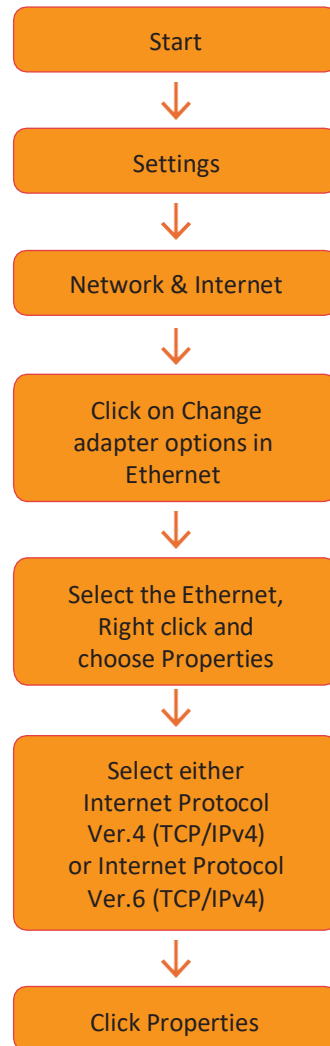 Start
Settings
Network & Internet
Click on Change
adapter options in
Ethernet
Select the Ethernet,
Right click and
choose Properties
Select either
Internet Protocol
Ver.4 (TCP/IPv4)
or Internet Protocol
Ver.6 (TCP/IPv4)
Click Properties